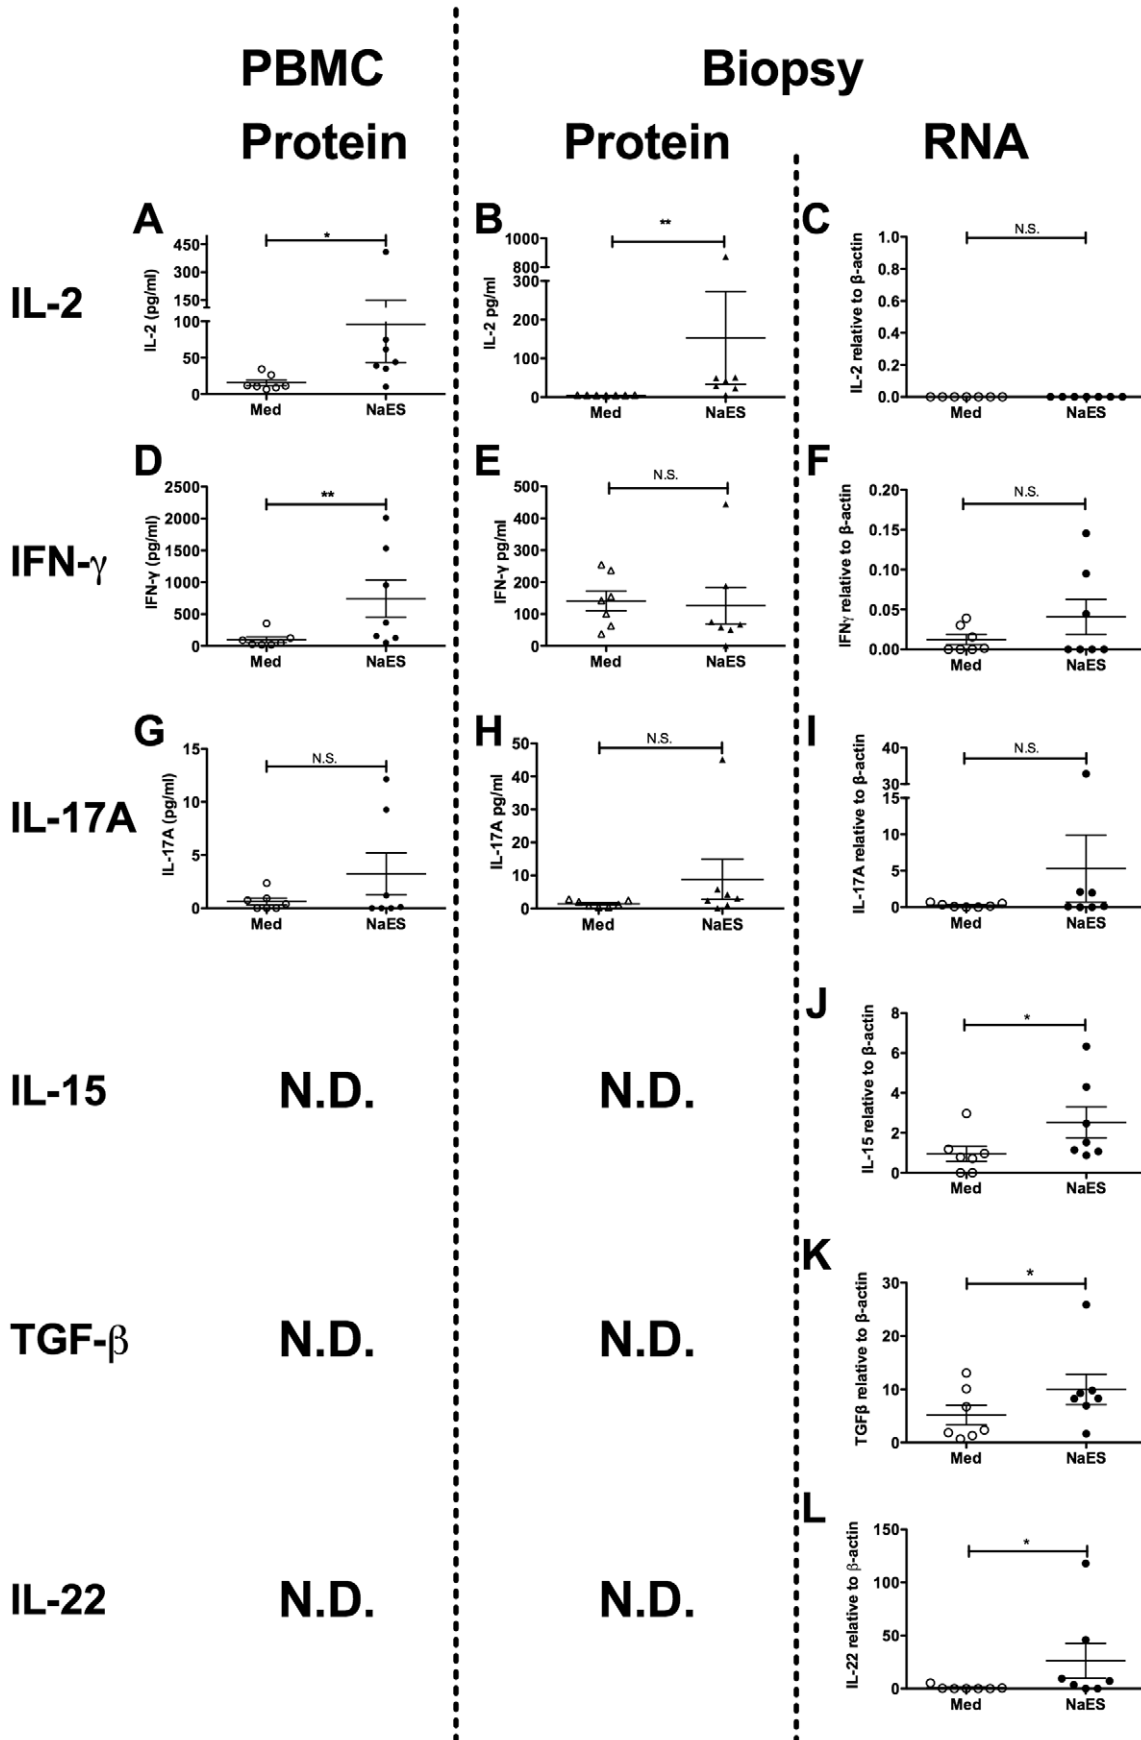 PBMC
Biopsy
Protein
Protein
RNA
IL-2
A
IL-2 (pg/ml)
450
300
150
100
50
0
*
Med
NaES
B
IL-2 pg/ml
1000
800
300
200
100
0
**
Med
NaES
C
IL-2 relative to β-actin
1.0
0.8
0.6
0.4
0.2
0.0
N.S.
Med
NaES
IFN-γ
D
IFN-γ (pg/ml)
2500
2000
1500
1000
500
0
**
Med
NaES
E
IFN-γ pg/ml
500
400
300
200
100
0
N.S.
Med
NaES
F
IFNγ relative to β-actin
0.20
0.15
0.10
0.05
0.00
N.S.
Med
NaES
IL-17A
G
IL-17A (pg/ml)
15
10
5
0
N.S.
Med
NaES
H
IL-17A pg/ml
50
40
30
20
10
0
N.S.
Med
NaES
I
IL-17A relative to β-actin
40
30
15
10
5
0
N.S.
Med
NaES
IL-15
N.D.
N.D.
J
IL-15 relative to β-actin
8
6
4
2
0
*
Med
NaES
TGF-β
N.D.
N.D.
K
TGFβ relative to β-actin
30
20
10
0
*
Med
NaES
IL-22
N.D.
N.D.
L
IL-22 relative to β-actin
150
100
50
0
*
Med
NaES